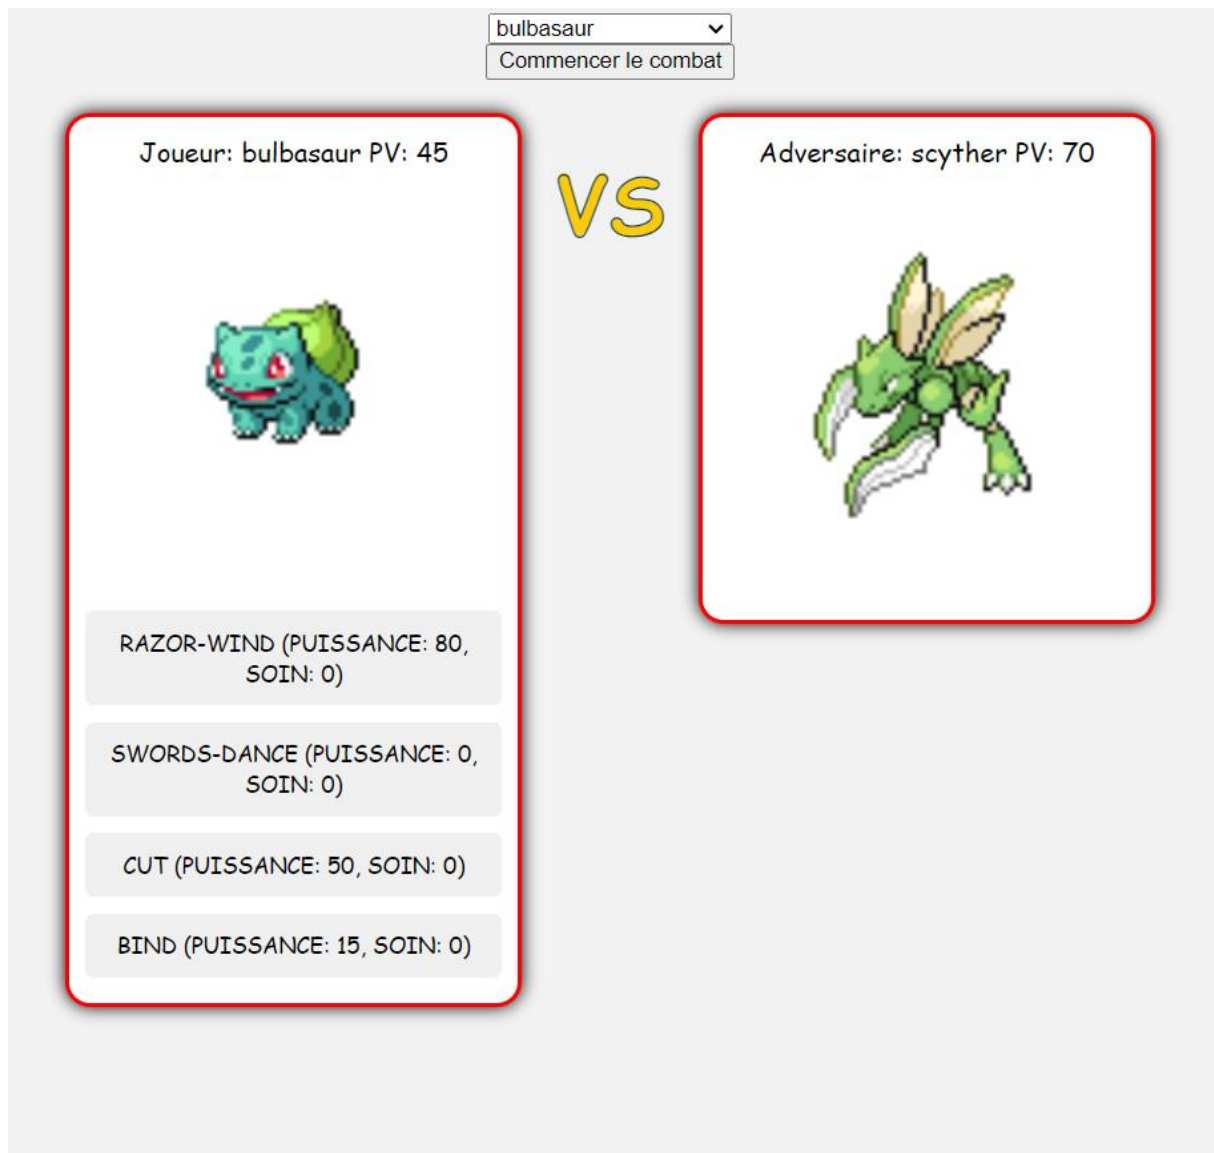 bulbasaur
Commencer le combat
Joueur: bulbasaur PV: 45
VS
Adversaire: scyther PV: 70
RAZOR-WIND (PUISSANCE: 80,
SOIN: 0)
SWORDS-DANCE (PUISSANCE: 0,
SOIN: 0)
CUT (PUISSANCE: 50, SOIN: 0)
BIND (PUISSANCE: 15, SOIN: 0)